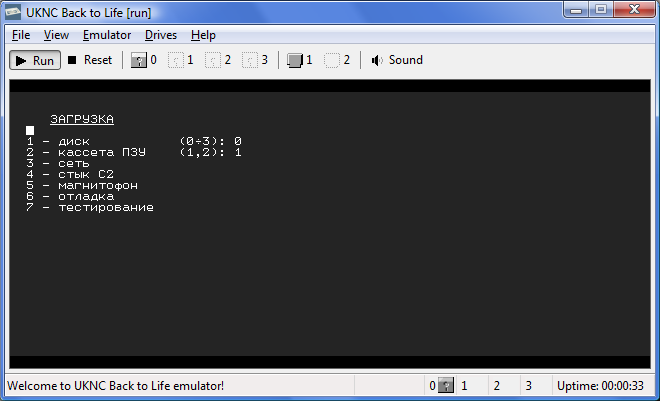 UKNC Back to Life [run]
File View Emulator Drives Help
Run Reset 0 1 2 3 1 2 Sound
ЗАГРУЗКА
1 - диск (0÷3): 0
2 - кассета ПЗУ (1,2): 1
3 - сеть
4 - стык С2
5 - магнитофон
6 - отладка
7 - тестирование
Welcome to UKNC Back to Life emulator! 0 1 2 3 Uptime: 00:00:33